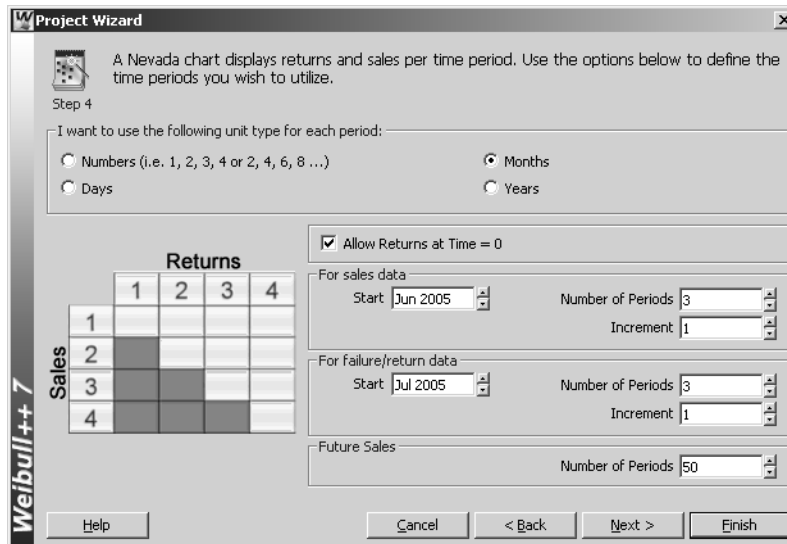 Project Wizard
A Nevada chart displays returns and sales per time period. Use the options below to define the
time periods you wish to utilize.
Step 4
I want to use the following unit type for each period:
Numbers (i.e. 1, 2, 3, 4 or 2, 4, 6, 8 ...)
Months
Days
Years
Allow Returns at Time = 0
Returns
1 2 3 4
Sales
1
2
3
4
For sales data
Start Jun 2005
Number of Periods 3
Increment 1
For failure/return data
Start Jul 2005
Number of Periods 3
Increment 1
Future Sales
Number of Periods 50
Weibull++ 7
Help
Cancel
< Back
Next >
Finish